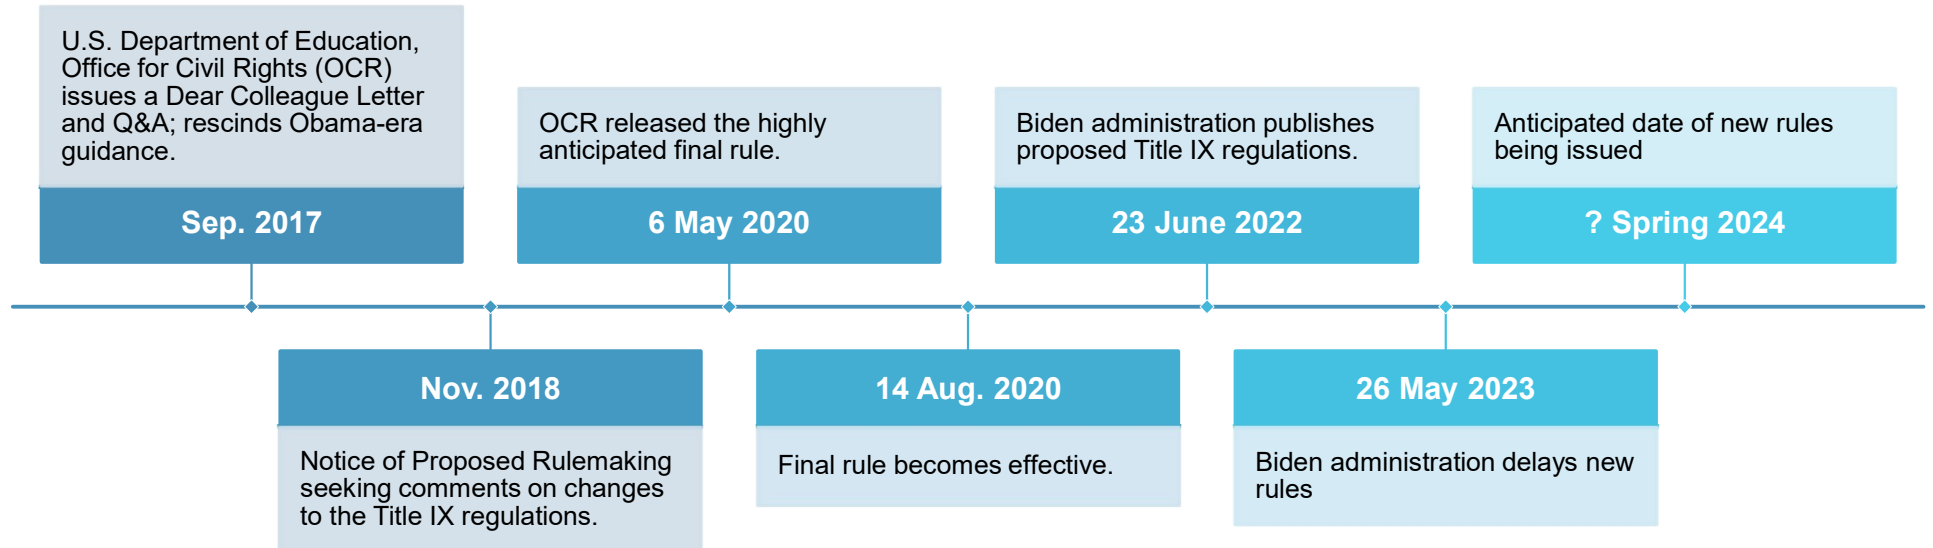 U.S. Department of Education,
Office for Civil Rights (OCR)
issues a Dear Colleague Letter
and Q&A; rescinds Obama-era
guidance.
Sep. 2017
Nov. 2018
Notice of Proposed Rulemaking
seeking comments on changes
to the Title IX regulations.
OCR released the highly
anticipated final rule.
6 May 2020
14 Aug. 2020
Final rule becomes effective.
Biden administration publishes
proposed Title IX regulations.
23 June 2022
26 May 2023
Biden administration delays new
rules
Anticipated date of new rules
being issued
? Spring 2024